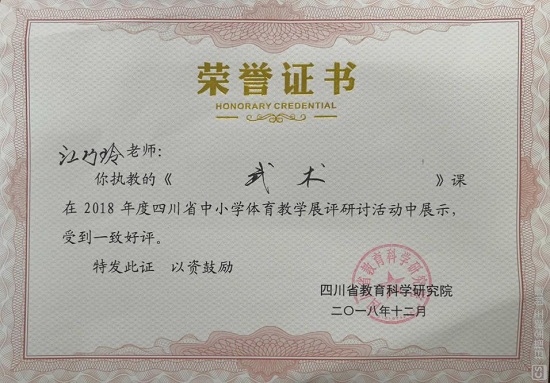 荣誉证书
HONORARY CREDENTIAL
老师:
你执教的《 武术 》课
在 2018 年度四川省中小学体育教学展评研讨活动中展示,
受到一致好评。
特发此证 以资鼓励
四川省教育科学研究院
二〇一八年十二月